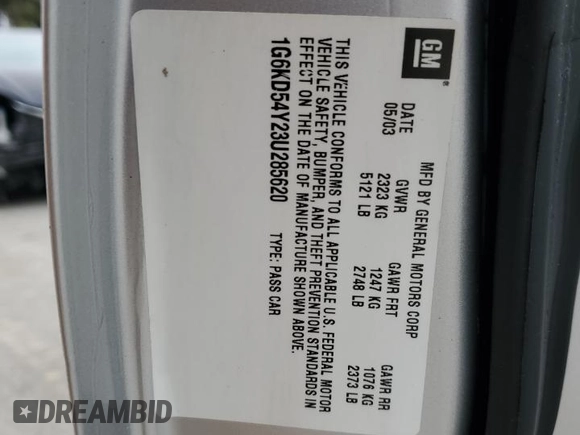 GM
MFD BY GENERAL MOTORS CORP
DATE GVWR GAWR FRT GAWR RR
05/03 2323 KG 1247 KG 1076 KG
5121 LB 2748 LB 2373 LB
THIS VEHICLE CONFORMS TO ALL APPLICABLE U.S. FEDERAL MOTOR
VEHICLE SAFETY, BUMPER, AND THEFT PREVENTION STANDARDS IN
EFFECT ON THE DATE OF MANUFACTURE SHOWN ABOVE.
1G6KD54Y23U285620 TYPE: PASS CAR
DREAMBID